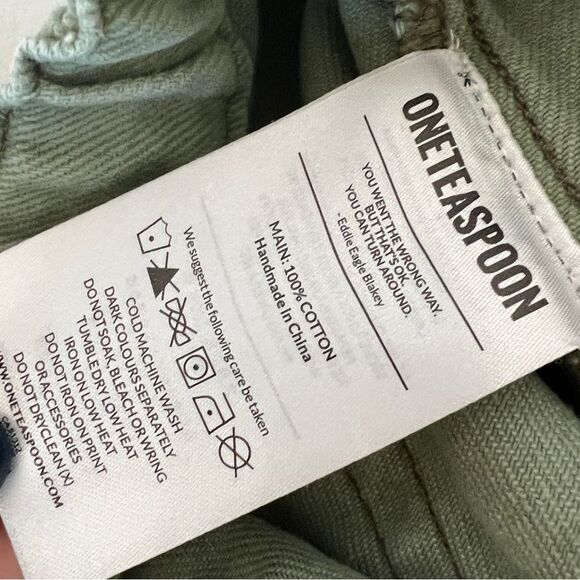 ONETEASPOON
YOU WENT THE WRONG WAY.
BUT THAT'S OK,
YOU CAN TURN AROUND.
- Eddie Eagle Blakey
MAIN: 100% COTTON
Handmade in China
We suggest the following care be taken
COLD MACHINE WASH
DARK COLOURS SEPARATELY
DO NOT SOAK, BLEACH OR WRING
TUMBLE DRY LOW HEAT
IRON ON LOW HEAT
DO NOT IRON ON PRINT
OR ACCESSORIES
DO NOT DRYCLEAN (X)
WWW.ONETEASPOON.COM